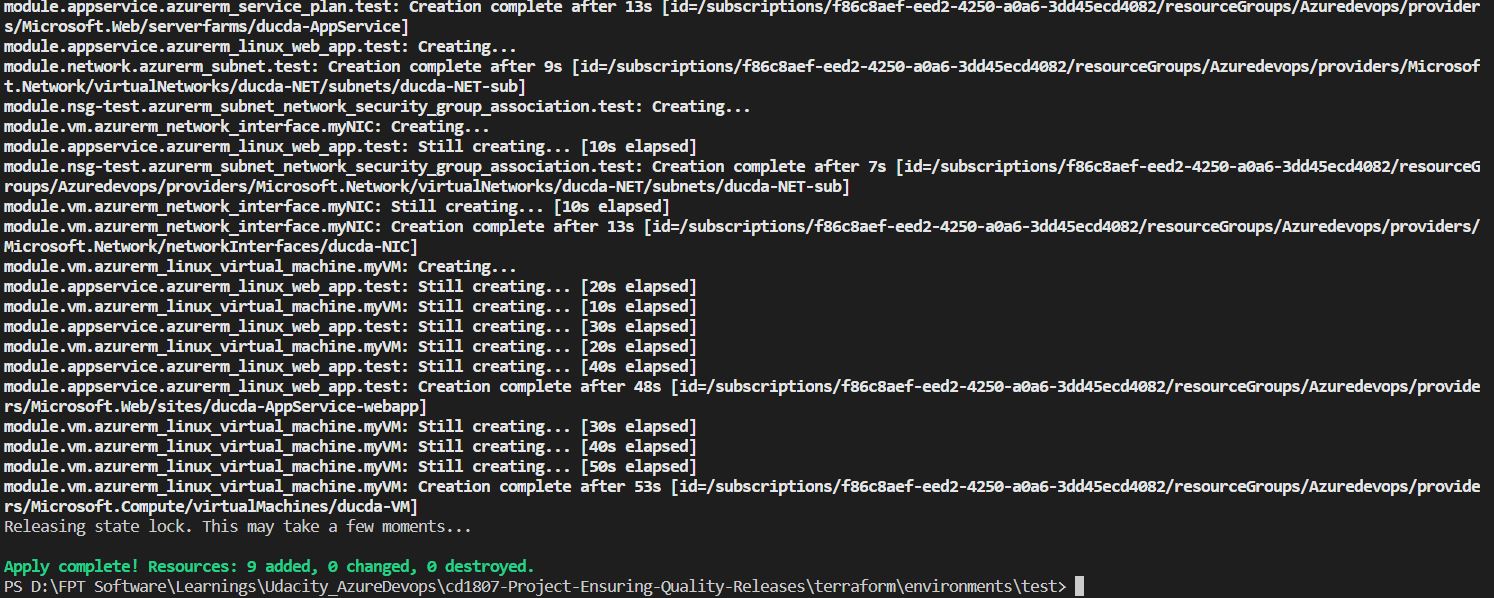 module.appservice.azurerm_service_plan.test: Creation complete after 13s [id=/subscriptions/f86c8aef-eed2-4250-a0a6-3dd45ecd4082/resourceGroups/Azuredevops/provider
s/Microsoft.Web/serverfarms/ducda-AppService]
module.appservice.azurerm_linux_web_app.test: Creating...
module.network.azurerm_subnet.test: Creation complete after 9s [id=/subscriptions/f86c8aef-eed2-4250-a0a6-3dd45ecd4082/resourceGroups/Azuredevops/providers/Microsof
t.Network/virtualNetworks/ducda-NET/subnets/ducda-NET-sub]
module.nsg-test.azurerm_subnet_network_security_group_association.test: Creating...
module.vm.azurerm_network_interface.myNIC: Creating...
module.appservice.azurerm_linux_web_app.test: Still creating... [10s elapsed]
module.nsg-test.azurerm_subnet_network_security_group_association.test: Creation complete after 7s [id=/subscriptions/f86c8aef-eed2-4250-a0a6-3dd45ecd4082/resourceG
roups/Azuredevops/providers/Microsoft.Network/virtualNetworks/ducda-NET/subnets/ducda-NET-sub]
module.vm.azurerm_network_interface.myNIC: Still creating... [10s elapsed]
module.vm.azurerm_network_interface.myNIC: Creation complete after 13s [id=/subscriptions/f86c8aef-eed2-4250-a0a6-3dd45ecd4082/resourceGroups/Azuredevops/providers/
Microsoft.Network/networkInterfaces/ducda-NIC]
module.vm.azurerm_linux_virtual_machine.myVM: Creating...
module.appservice.azurerm_linux_web_app.test: Still creating... [20s elapsed]
module.vm.azurerm_linux_virtual_machine.myVM: Still creating... [10s elapsed]
module.appservice.azurerm_linux_web_app.test: Still creating... [30s elapsed]
module.vm.azurerm_linux_virtual_machine.myVM: Still creating... [20s elapsed]
module.appservice.azurerm_linux_web_app.test: Still creating... [40s elapsed]
module.appservice.azurerm_linux_web_app.test: Creation complete after 48s [id=/subscriptions/f86c8aef-eed2-4250-a0a6-3dd45ecd4082/resourceGroups/Azuredevops/provide
rs/Microsoft.Web/sites/ducda-AppService-webapp]
module.vm.azurerm_linux_virtual_machine.myVM: Still creating... [30s elapsed]
module.vm.azurerm_linux_virtual_machine.myVM: Still creating... [40s elapsed]
module.vm.azurerm_linux_virtual_machine.myVM: Still creating... [50s elapsed]
module.vm.azurerm_linux_virtual_machine.myVM: Creation complete after 53s [id=/subscriptions/f86c8aef-eed2-4250-a0a6-3dd45ecd4082/resourceGroups/Azuredevops/provide
rs/Microsoft.Compute/virtualMachines/ducda-VM]
Releasing state lock. This may take a few moments...
Apply complete! Resources: 9 added, 0 changed, 0 destroyed.
PS D:\FPT Software\Learnings\Udacity_AzureDevops\cd1807-Project-Ensuring-Quality-Releases\terraform\environments\test>